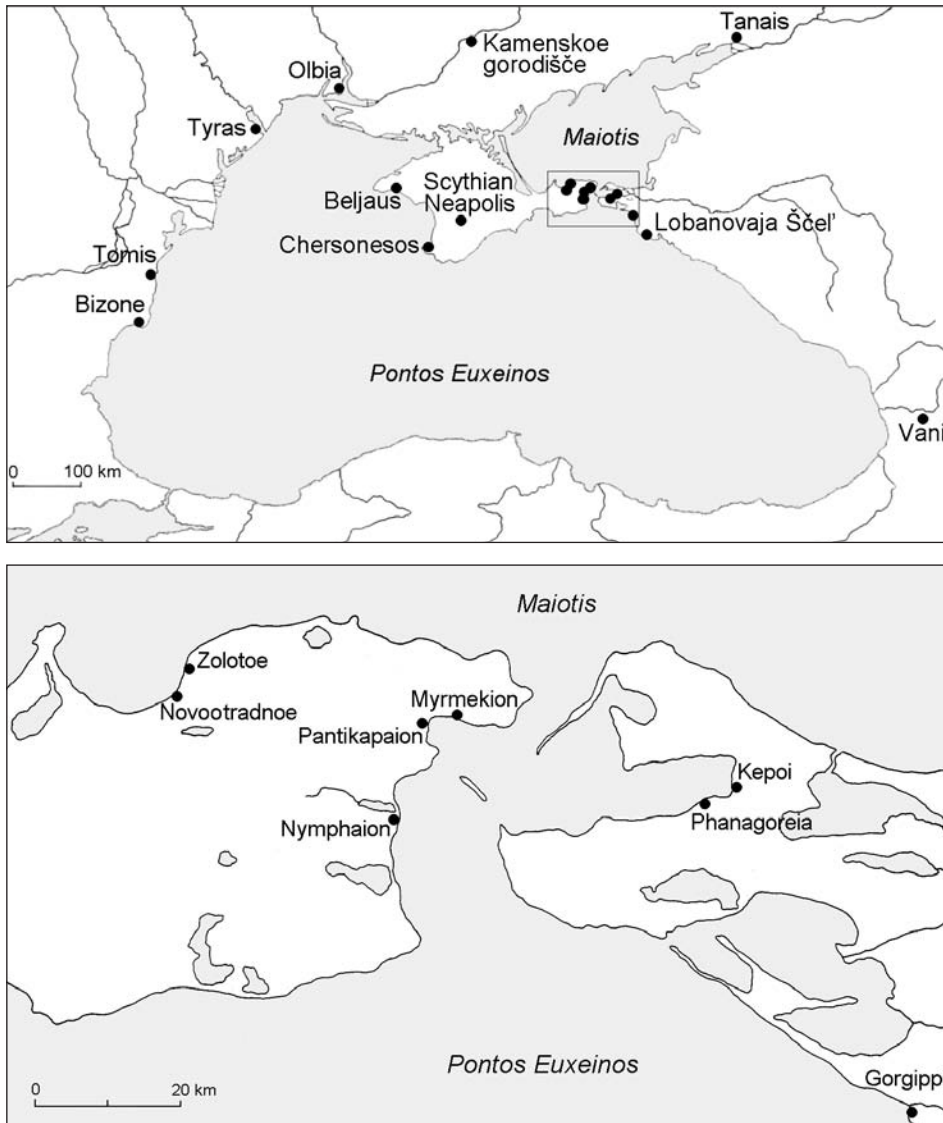 Tanais
Kamenskoe
gorodišče
Olbia
Tyras
Maiotis
Scythian
Neapolis
Beljaus
Lobanovaja Ščel’
Chersonesos
Tomis
Bizone
Pontos Euxeinos
Vani
0 100 km
Maiotis
Zolotoe
Novootradnoe
Myrmekion
Pantikapaion
Kepoi
Phanagoreia
Nymphaion
Pontos Euxeinos
Gorgipp
0 20 km